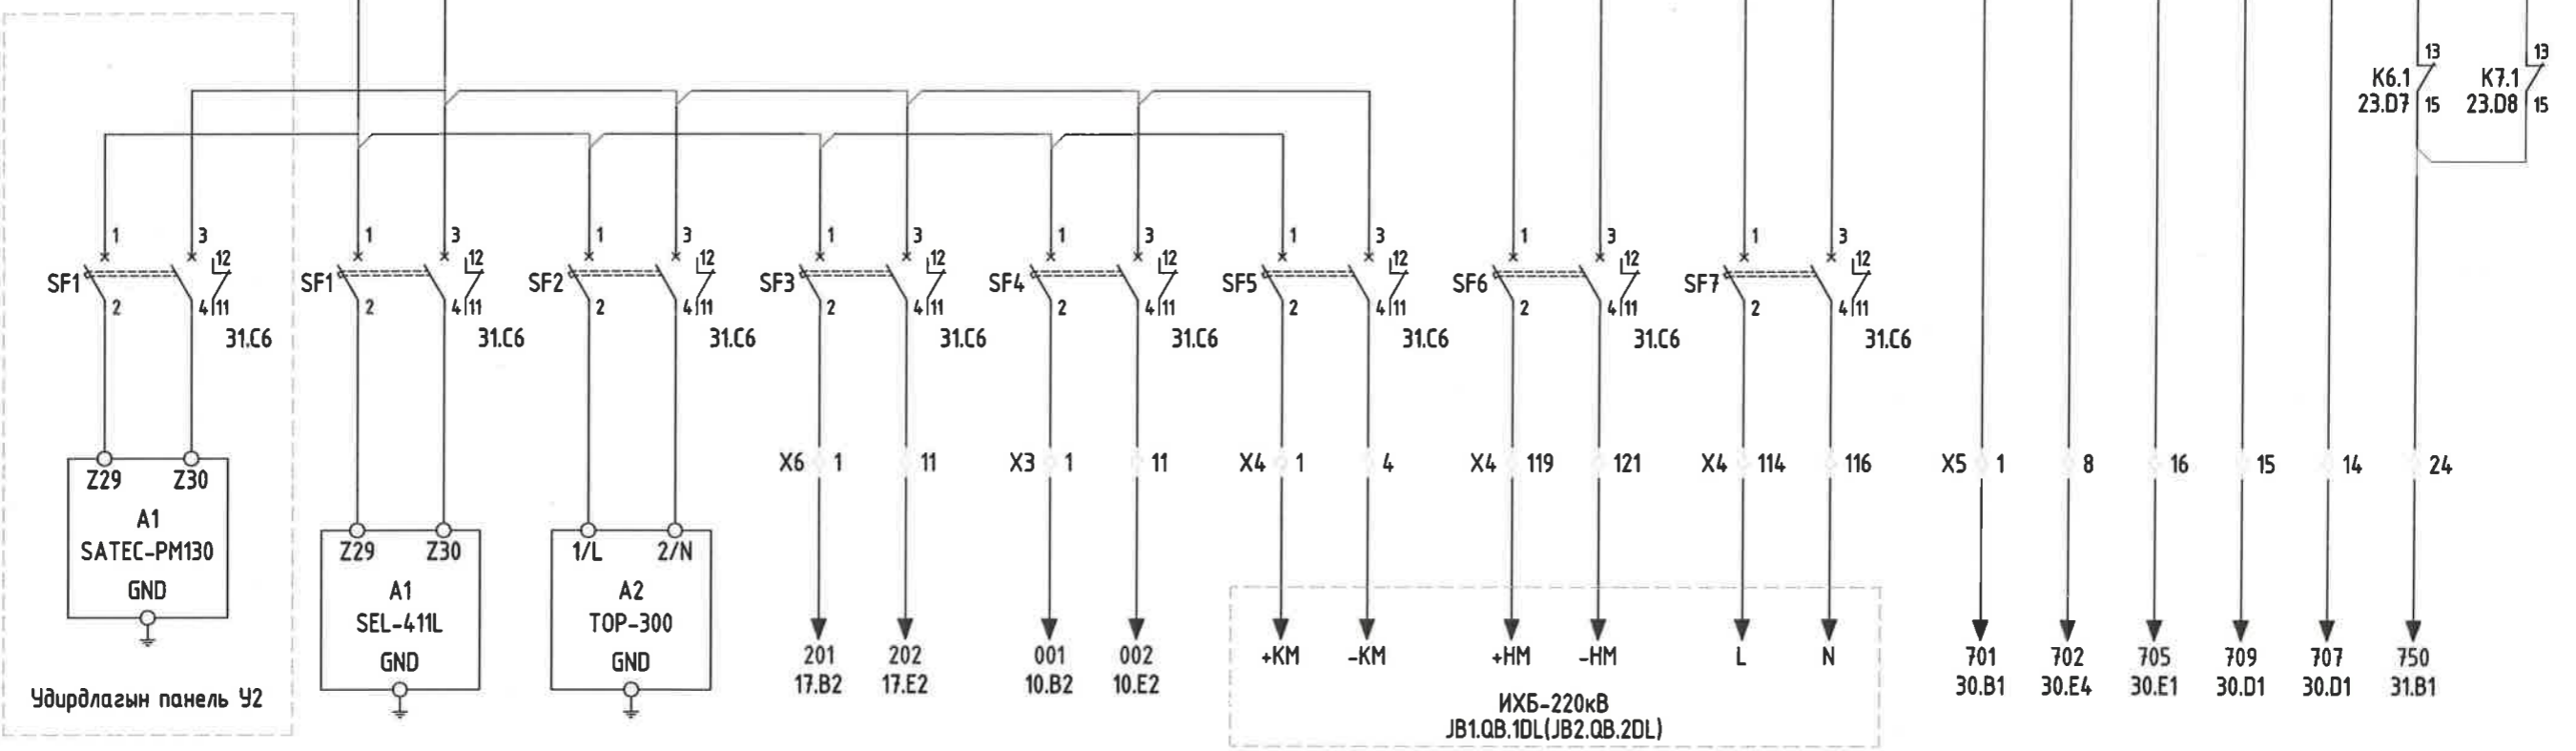 13 13
K6.1 K7.1
23.D7 15 23.D8 15
1 3 1 3 1 3 1 3 1 3 1 3 1 3 1 3
12 12 12 12 12 12 12 12
SF1 SF1 SF2 SF3 SF4 SF5 SF6 SF7
2 4 11 2 4 11 2 4 11 2 4 11 2 4 11 2 4 11 2 4 11 2 4 11
31.C6 31.C6 31.C6 31.C6 31.C6 31.C6 31.C6 31.C6
X6 1 11 X3 1 11 X4 1 4 X4 119 121 X4 114 116 X5 1 8 16 15 14 24
Z29 Z30
A1
SATEC-PM130
GND
Удирдлагын панель У2
Z29 Z30
A1
SEL-411L
GND
1/L 2/N
A2
TOP-300
GND
201 202 001 002
17.B2 17.E2 10.B2 10.E2
+KM -KM +HM -HM L N
ИХБ-220кВ
JB1.QB.1DL(JB2.QB.2DL)
701 702 705 709 707 750
30.B1 30.E4 30.E1 30.D1 30.D1 31.B1